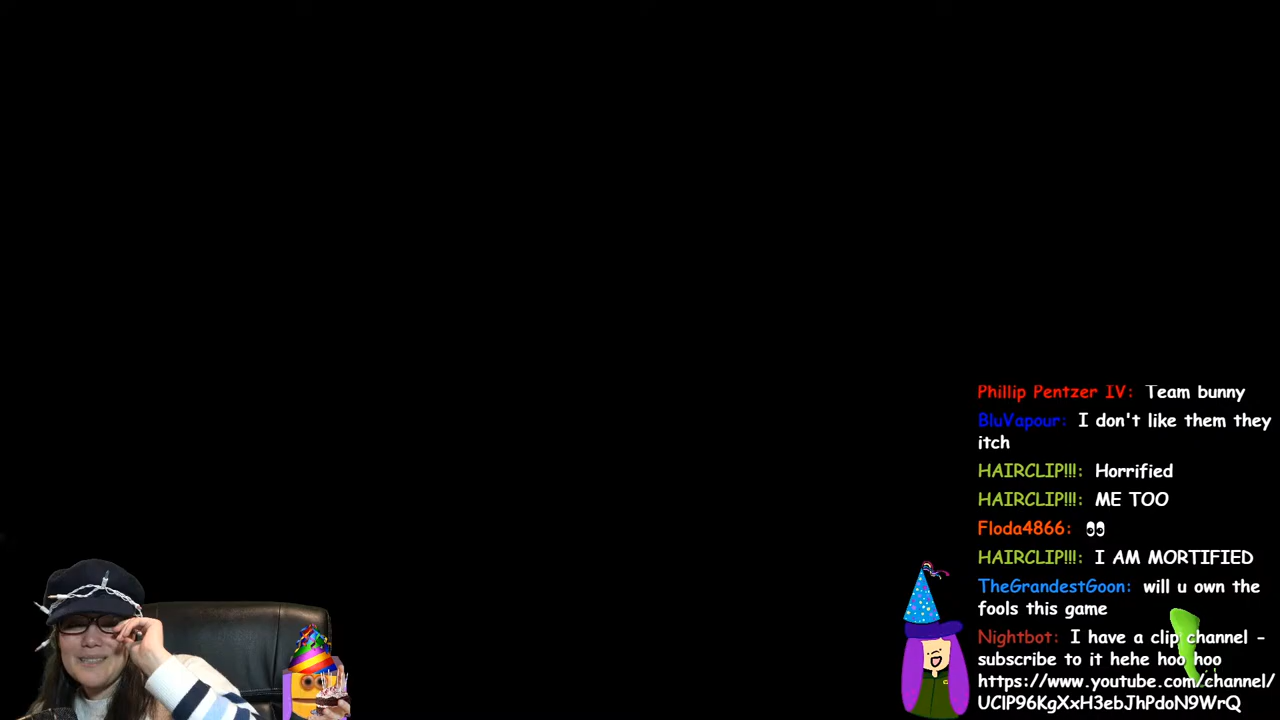 Phillip Pentzer IV: Team bunny
BluVapour: I don't like them they
itch
HAIRCLIP!!!: Horrified
HAIRCLIP!!!: ME TOO
Floda4866: 👀
HAIRCLIP!!!: I AM MORTIFIED
TheGrandestGoon: will u own the
fools this game
Nightbot: I have a clip channel -
subscribe to it hehe hoo hoo
https://www.youtube.com/channel/
UClP96KgXxH3ebJhPdoN9WrQ